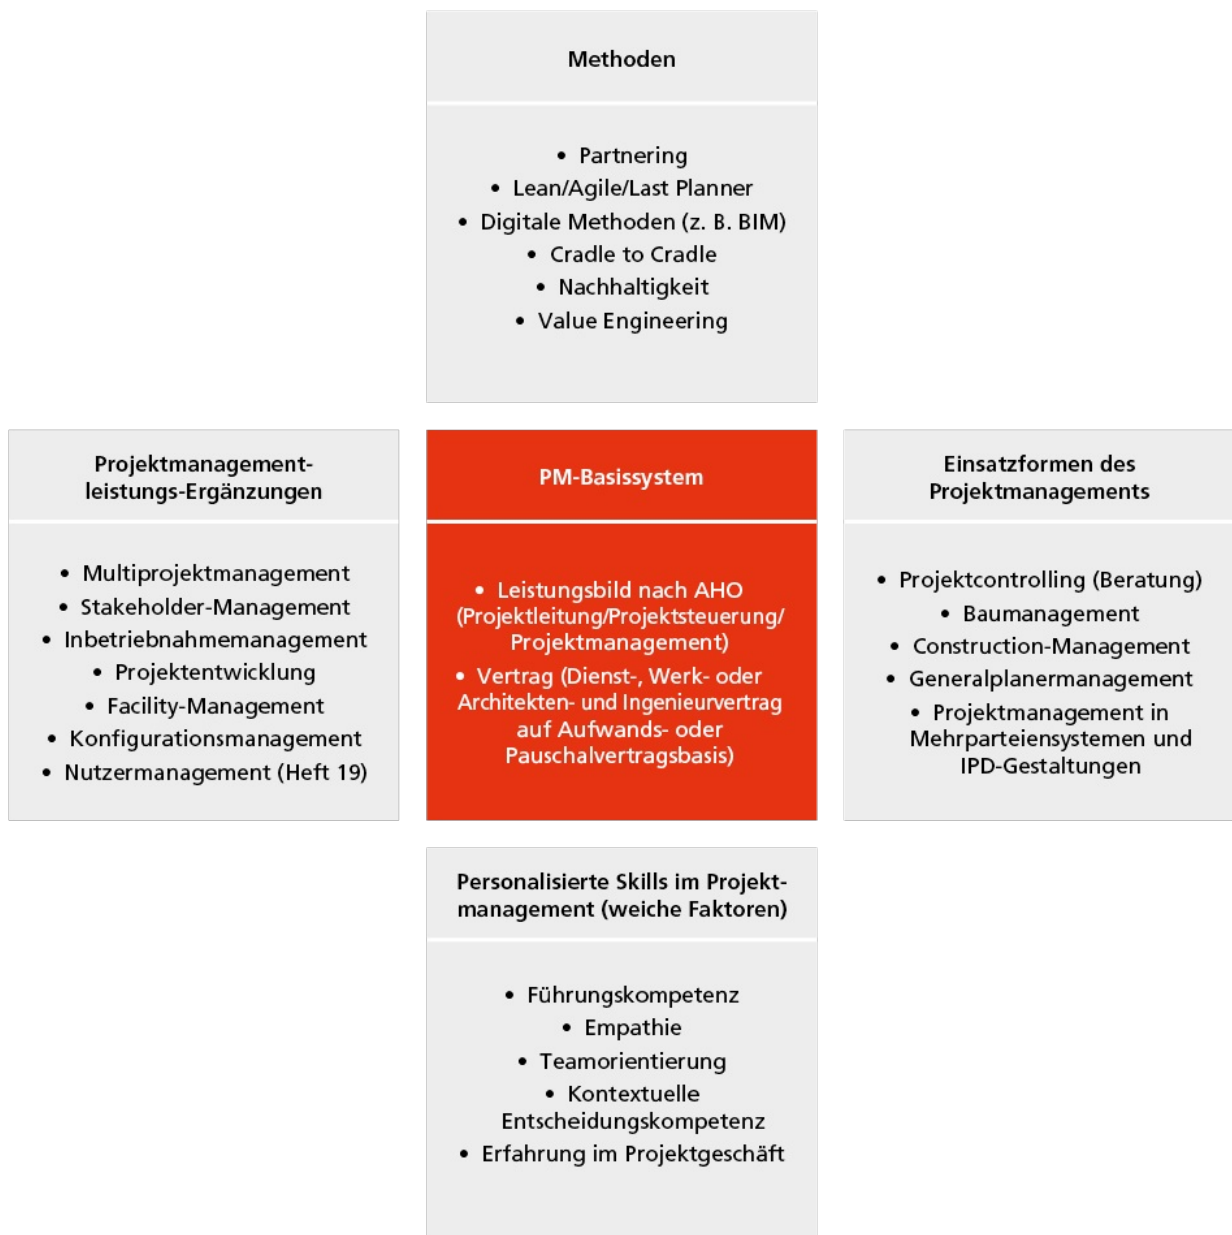 Methoden
• Partnering
• Lean/Agile/Last Planner
• Digitale Methoden (z. B. BIM)
• Cradle to Cradle
• Nachhaltigkeit
• Value Engineering
Projektmanagement-
leistungs-Ergänzungen
• Multiprojektmanagement
• Stakeholder-Management
• Inbetriebnahmemanagement
• Projektentwicklung
• Facility-Management
• Konfigurationsmanagement
• Nutzermanagement (Heft 19)
PM-Basissystem
• Leistungsbild nach AHO
(Projektleitung/Projektsteuerung/
Projektmanagement)
• Vertrag (Dienst-, Werk- oder
Architekten- und Ingenieurvertrag
auf Aufwands- oder
Pauschalvertragsbasis)
Einsatzformen des
Projektmanagements
• Projektcontrolling (Beratung)
• Baumanagement
• Construction-Management
• Generalplanermanagement
• Projektmanagement in
Mehrparteiensystemen und
IPD-Gestaltungen
Personalisierte Skills im Projekt-
management (weiche Faktoren)
• Führungskompetenz
• Empathie
• Teamorientierung
• Kontextuelle
Entscheidungskompetenz
• Erfahrung im Projektgeschäft